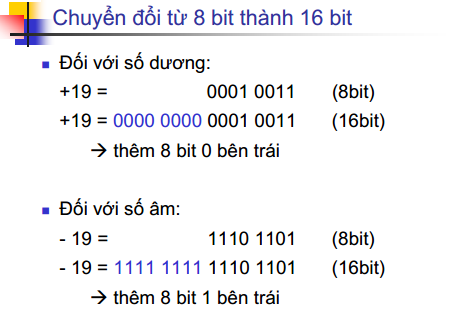 Chuyển đổi từ 8 bit thành 16 bit
Đối với số dương:
+19 = 0001 0011 (8bit)
+19 = 0000 0000 0001 0011 (16bit)
→ thêm 8 bit 0 bên trái
Đối với số âm:
- 19 = 1110 1101 (8bit)
- 19 = 1111 1111 1110 1101 (16bit)
→ thêm 8 bit 1 bên trái